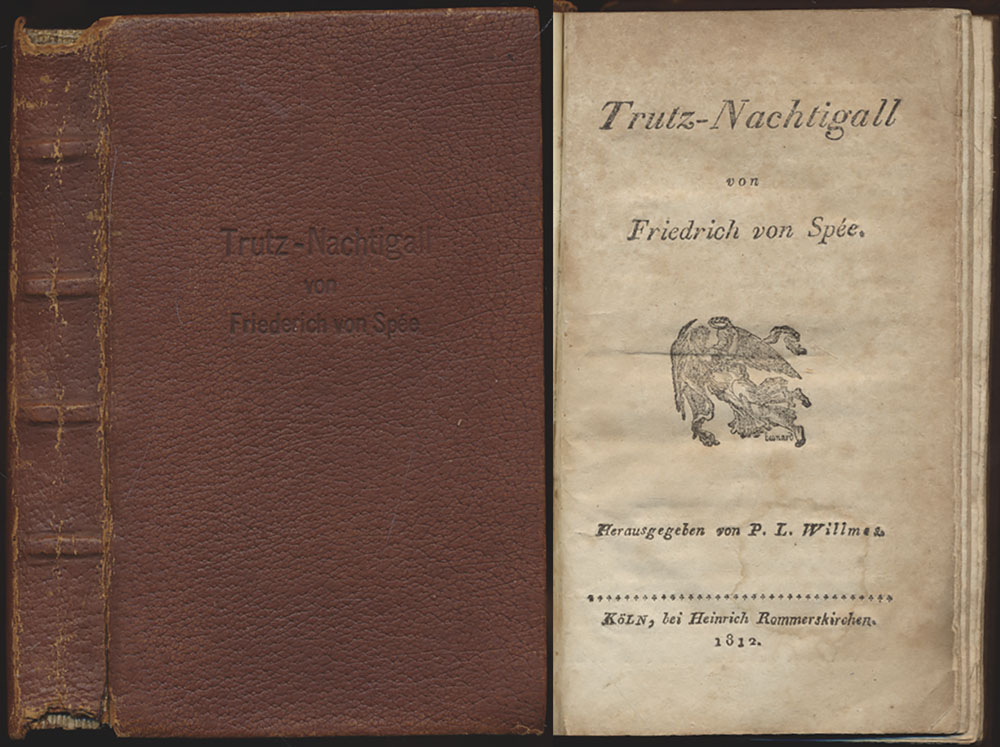 Trutz-Nachtiga
von
Friederich von Spée
Trutz-Nachtigall
von
Friedrich von Spée.
Herausgegeben von P. L. Willmes.
KÖLN, bei Heinrich Rommerskirchen.
1812.